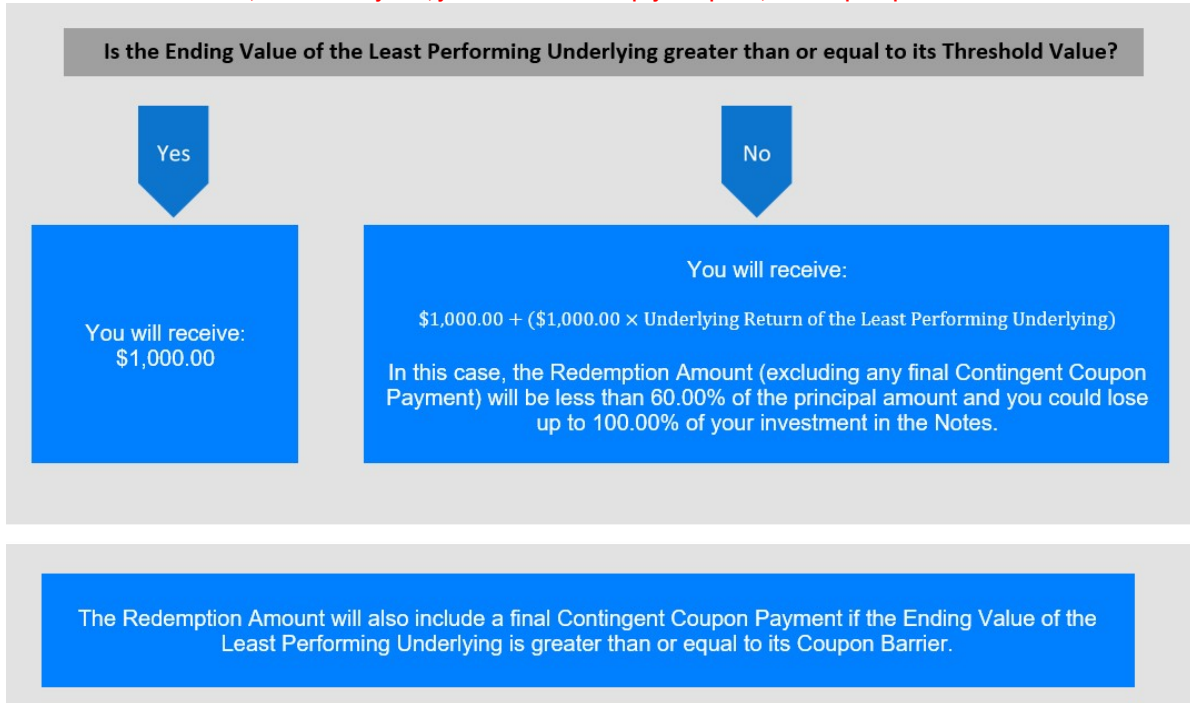 Is the Ending Value of the Least Performing Underlying greater than or equal to its Threshold Value?
Yes
No
You will receive:
$1,000.00
You will receive:
$1,000.00 + ($1,000.00 × Underlying Return of the Least Performing Underlying)
In this case, the Redemption Amount (excluding any final Contingent Coupon
Payment) will be less than 60.00% of the principal amount and you could lose
up to 100.00% of your investment in the Notes.
The Redemption Amount will also include a final Contingent Coupon Payment if the Ending Value of the
Least Performing Underlying is greater than or equal to its Coupon Barrier.